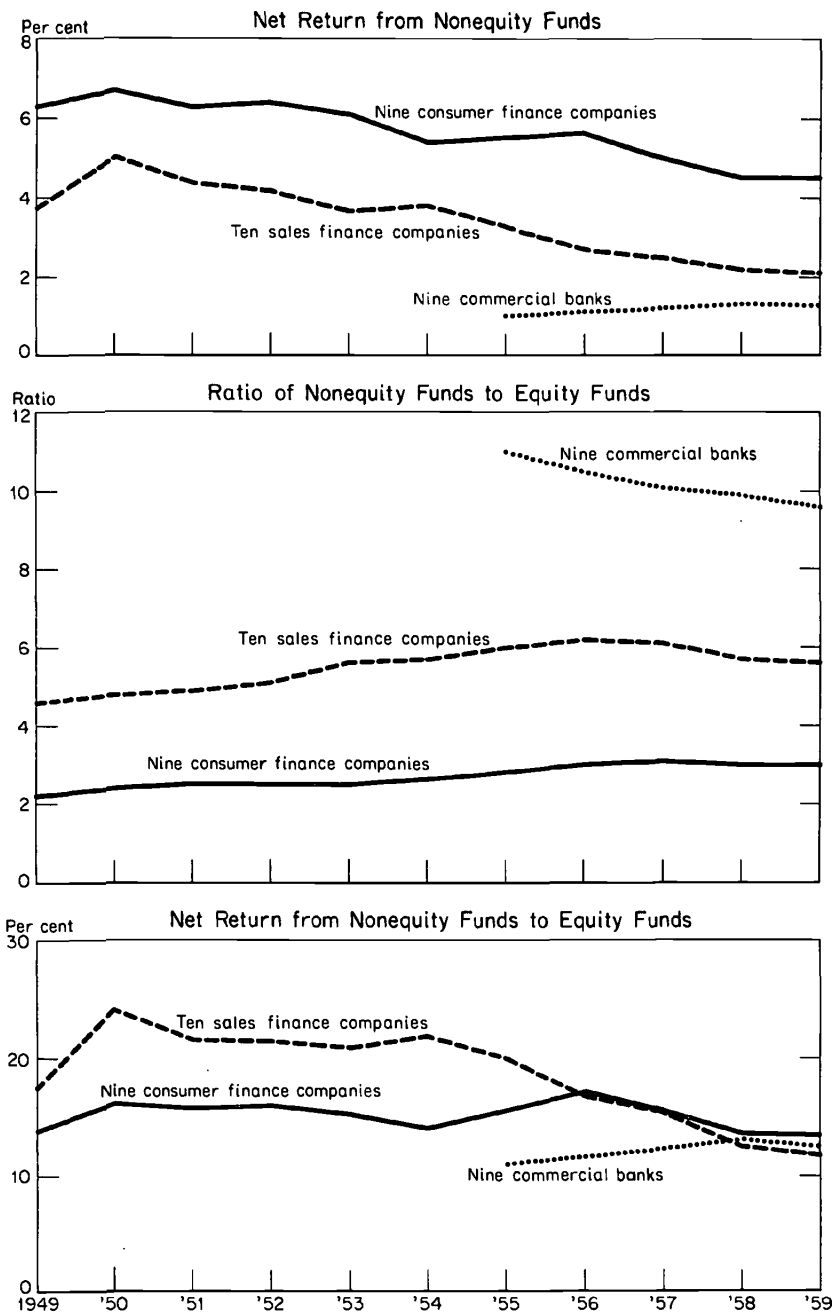 Net Return from Nonequity Funds
Per cent
8
6
4
2
0
Nine consumer finance companies
Ten sales finance companies
Nine commercial banks
Ratio of Nonequity Funds to Equity Funds
Ratio
12
10
8
6
4
2
0
Nine commercial banks
Ten sales finance companies
Nine consumer finance companies
Net Return from Nonequity Funds to Equity Funds
Per cent
30
20
10
0
Ten sales finance companies
Nine consumer finance companies
Nine commercial banks
1949 '50 '51 '52 '53 '54 '55 '56 '57 '58 '59